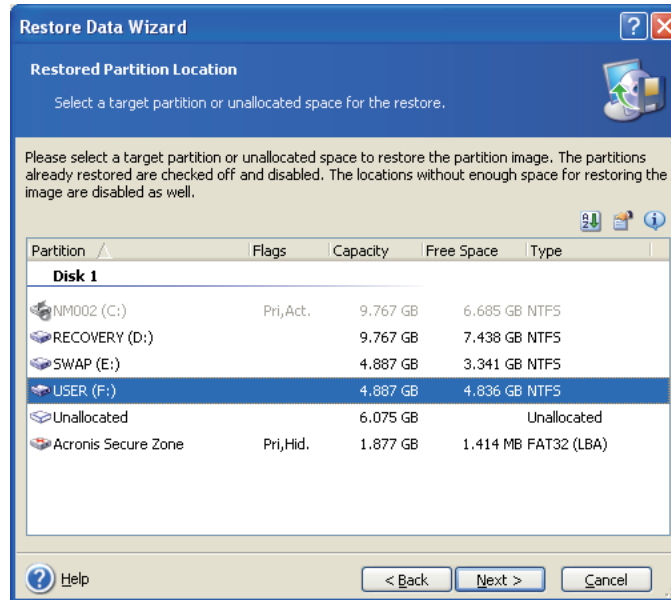 Restore Data Wizard
Restored Partition Location
Select a target partition or unallocated space for the restore.
Please select a target partition or unallocated space to restore the partition image. The partitions
already restored are checked off and disabled. The locations without enough space for restoring the
image are disabled as well.
Partition Flags Capacity Free Space Type
Disk 1
NM002 (C:) Pri,Act. 9.767 GB 6.685 GB NTFS
RECOVERY (D:) 9.767 GB 7.438 GB NTFS
SWAP (E:) 4.887 GB 3.341 GB NTFS
USER (F:) 4.887 GB 4.836 GB NTFS
Unallocated 6.075 GB Unallocated
Acronis Secure Zone Pri,Hid. 1.877 GB 1.414 MB FAT32 (LBA)
Help < Back Next > Cancel